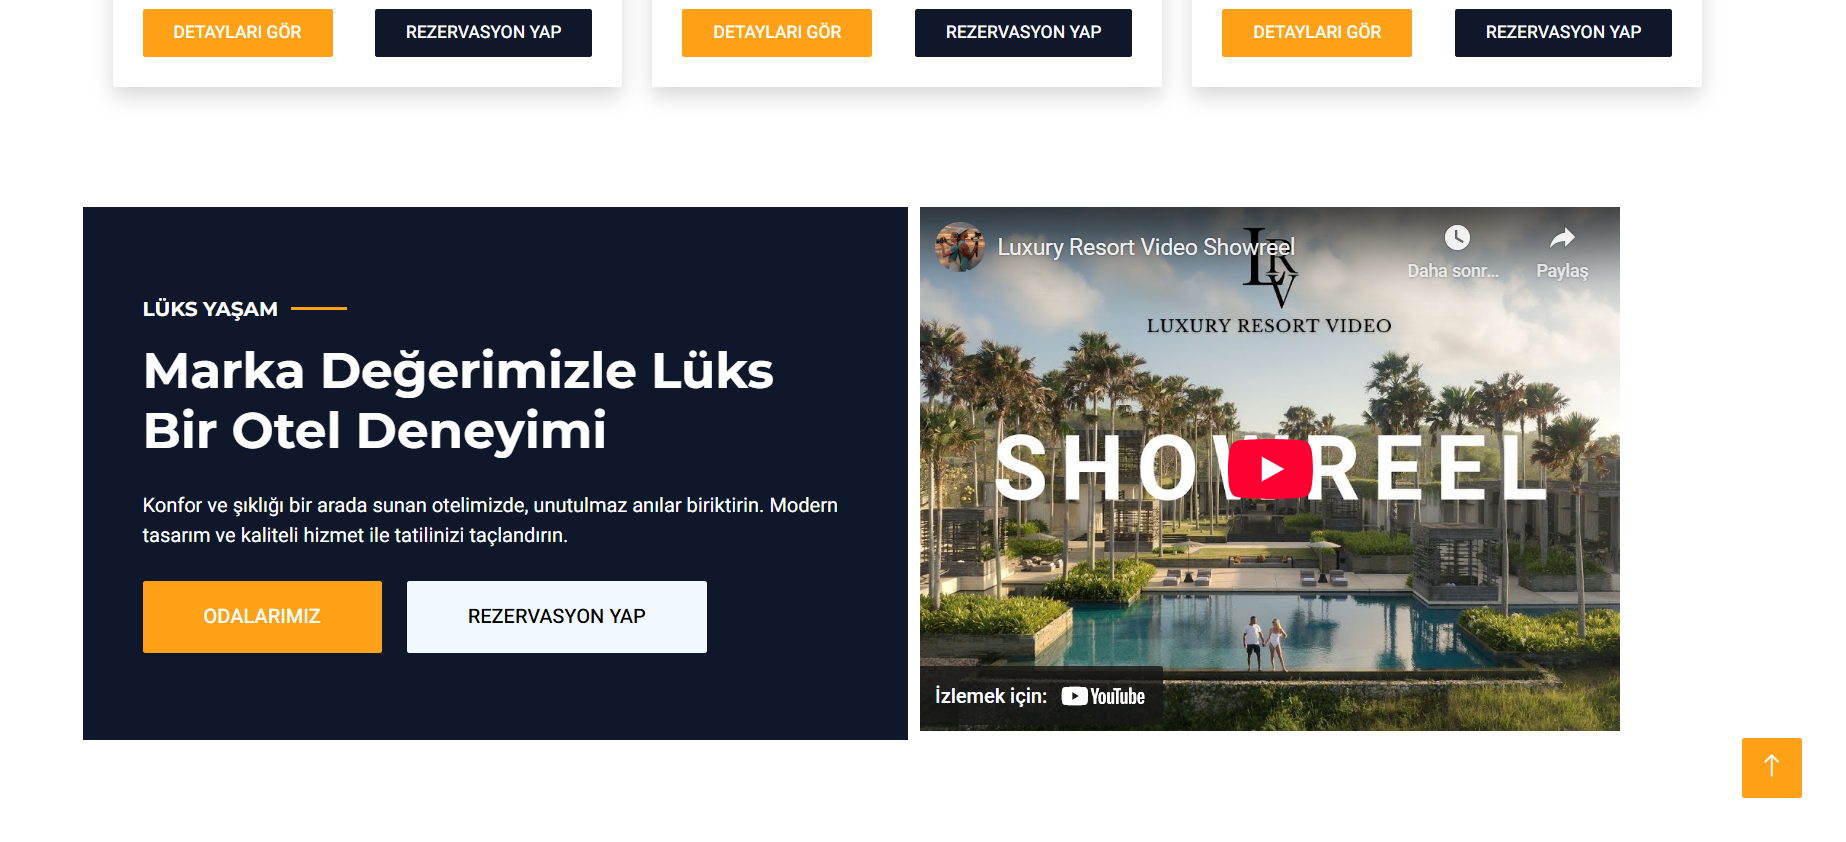 DETAYLARI GÖR
REZERVASYON YAP
DETAYLARI GÖR
REZERVASYON YAP
DETAYLARI GÖR
REZERVASYON YAP
LÜKS YAŞAM
Marka Değerimizle Lüks
Bir Otel Deneyimi
Konfor ve şıklığı bir arada sunan otelimizde, unutulmaz anılar biriktirin. Modern
tasarım ve kaliteli hizmet ile tatilinizi taçlandırın.
ODALARIMIZ
REZERVASYON YAP
Luxury Resort Video Showreel
Daha sonr...
Paylaş
LRV
LUXURY RESORT VIDEO
SHOWREEL
İzlemek için: YouTube